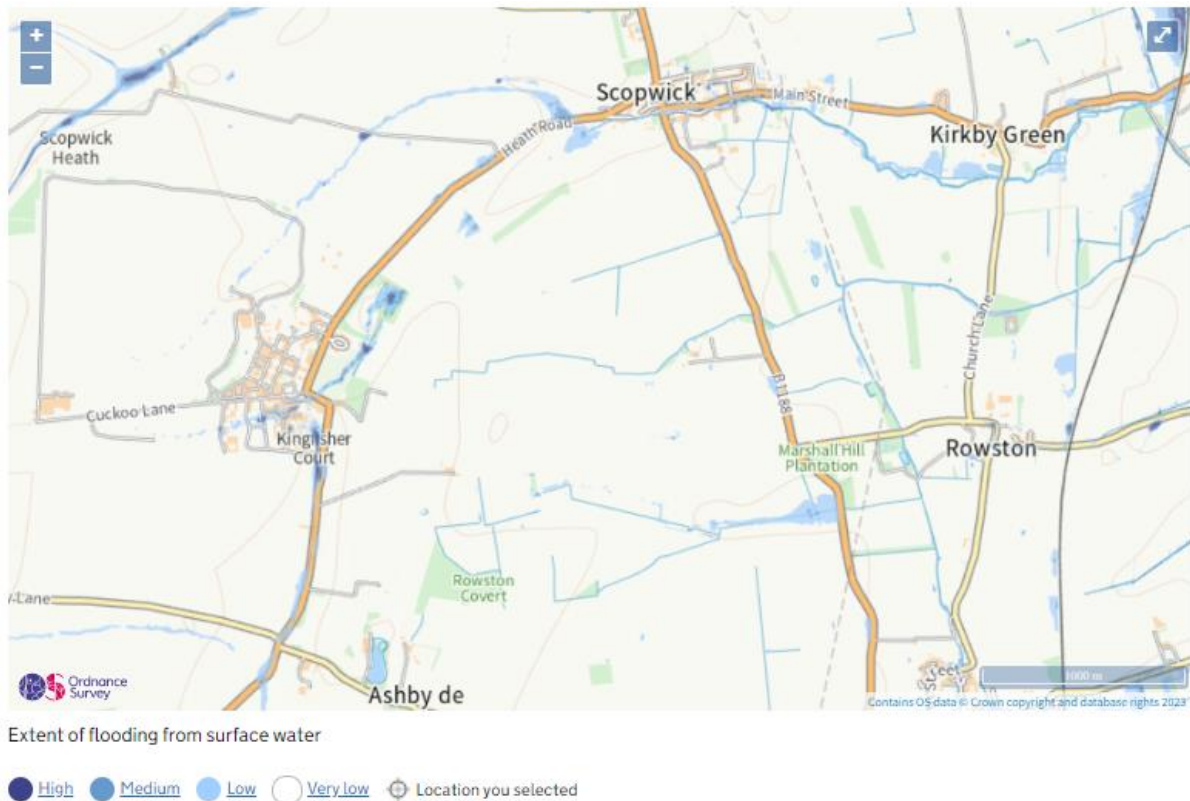 +
−
Scopwick
Main Street
Heath Road
Kirkby Green
Scopwick
Heath
Church Lane
B1188
Cuckoo Lane
Kingfisher
Court
Marshall Hill
Plantation
Rowston
Rowston
Covert
y-Lane
Street
1000 m
Ordnance
Survey
Ashby de
Contains OS data © Crown copyright and database rights 2023
Extent of flooding from surface water
High Medium Low Very low Location you selected